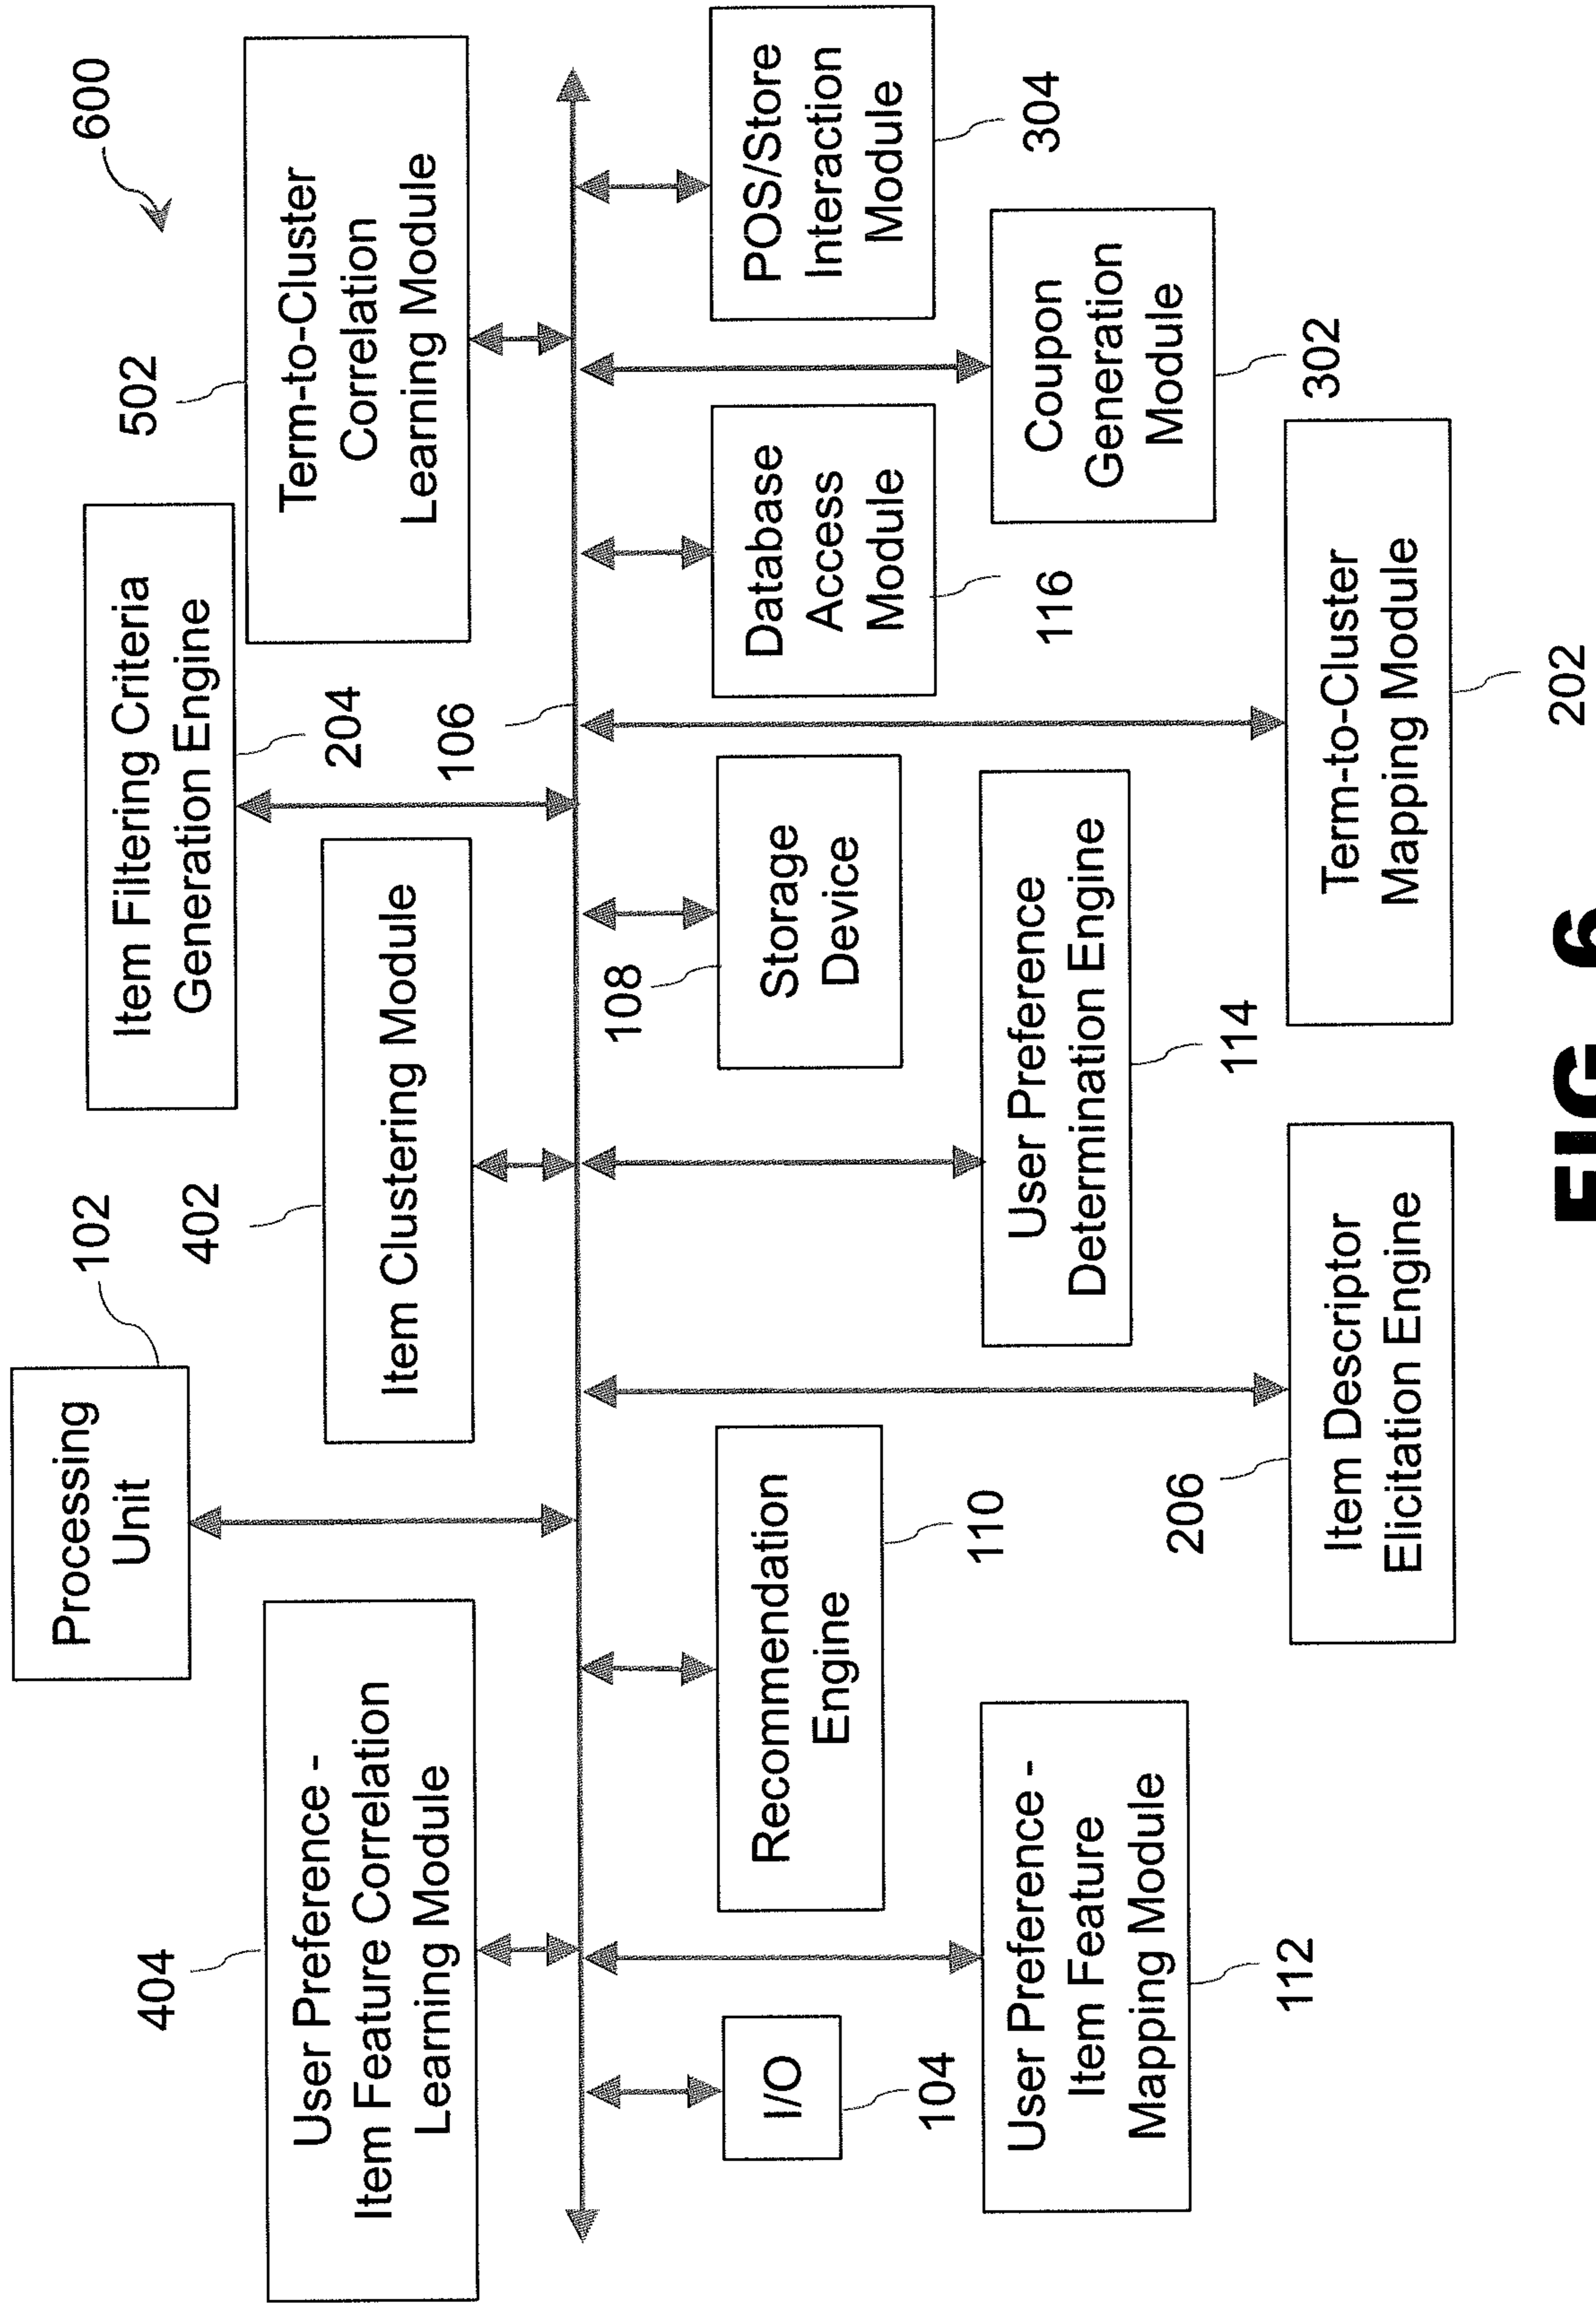 600
Processing
Unit
102
Item Filtering Criteria
Generation Engine
204
502
Term-to-Cluster
Correlation
Learning Module
404
User Preference -
Item Feature Correlation
Learning Module
402
Item Clustering Module
106
I/O
104
Recommendation
Engine
110
108
Storage
Device
Database
Access
Module
116
POS/Store
Interaction
Module
304
User Preference -
Item Feature
Mapping Module
112
User Preference
Determination Engine
114
Coupon
Generation
Module
302
206
Item Descriptor
Elicitation Engine
Term-to-Cluster
Mapping Module
202
FIG. 6